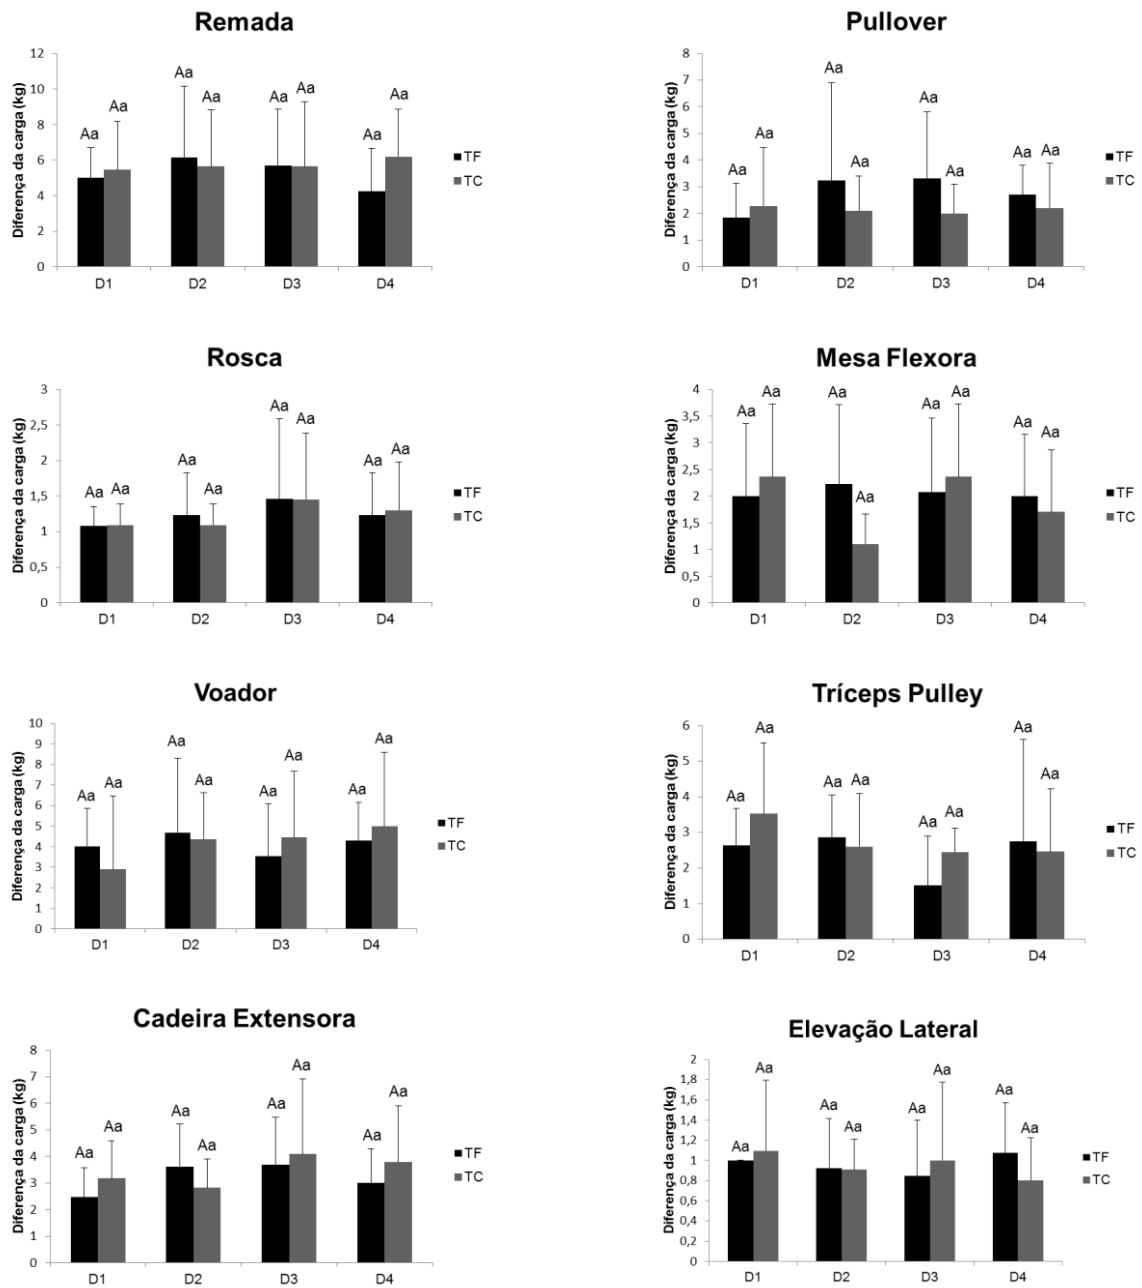 Remada
Diferença da carga (kg)
12
10
8
6
4
2
0
Aa Aa Aa Aa Aa Aa Aa Aa
D1 D2 D3 D4
TF
TC
Pullover
Diferença da carga (kg)
8
7
6
5
4
3
2
1
0
Aa Aa Aa Aa Aa Aa Aa Aa
D1 D2 D3 D4
TF
TC
Rosca
Diferença da carga (kg)
3
2,5
2
1,5
1
0,5
0
Aa Aa Aa Aa Aa Aa Aa Aa
D1 D2 D3 D4
TF
TC
Mesa Flexora
Diferença da carga (kg)
4
3,5
3
2,5
2
1,5
1
0,5
0
Aa Aa Aa Aa Aa Aa Aa Aa
D1 D2 D3 D4
TF
TC
Voador
Diferença da carga (kg)
10
9
8
7
6
5
4
3
2
1
0
Aa Aa Aa Aa Aa Aa Aa Aa
D1 D2 D3 D4
TF
TC
Tríceps Pulley
Diferença da carga (kg)
6
5
4
3
2
1
0
Aa Aa Aa Aa Aa Aa Aa Aa
D1 D2 D3 D4
TF
TC
Cadeira Extensora
Diferença da carga (kg)
8
7
6
5
4
3
2
1
0
Aa Aa Aa Aa Aa Aa Aa Aa
D1 D2 D3 D4
TF
TC
Elevação Lateral
Diferença da carga (kg)
2
1,8
1,6
1,4
1,2
1
0,8
0,6
0,4
0,2
0
Aa Aa Aa Aa Aa Aa Aa Aa
D1 D2 D3 D4
TF
TC